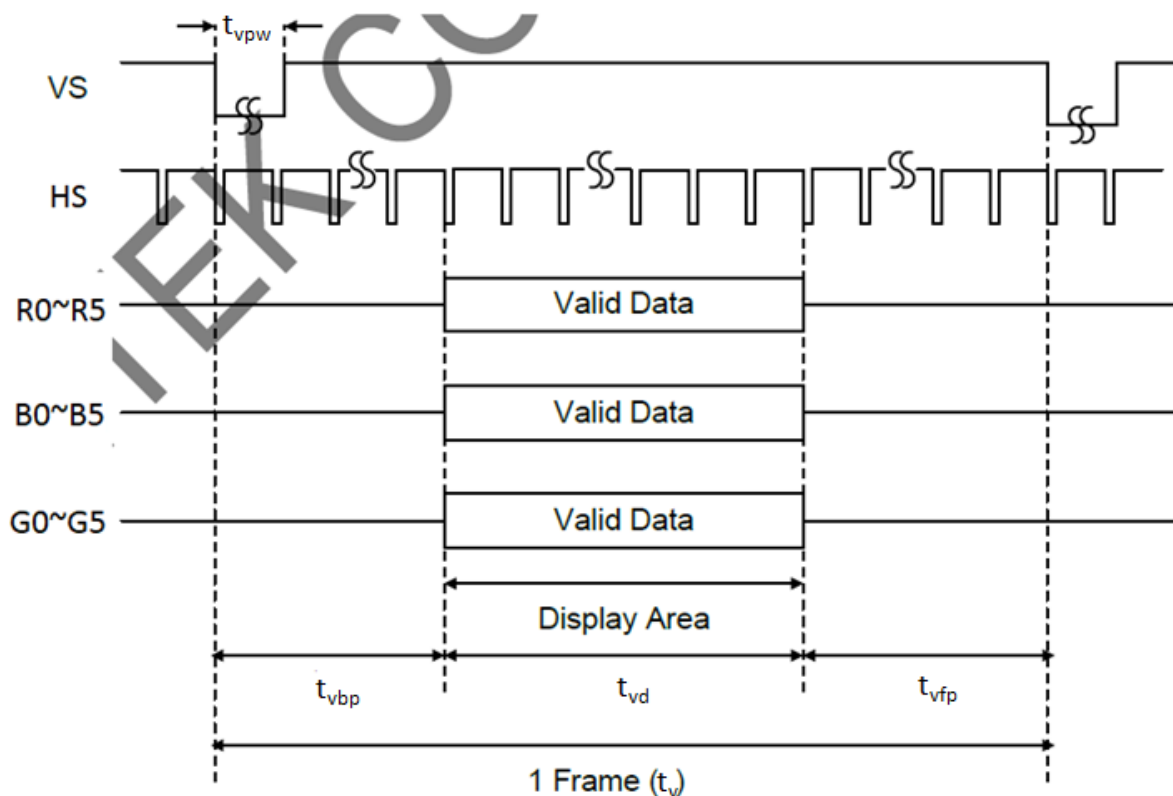 tvpw
VS
HS
R0~R5 Valid Data
B0~B5 Valid Data
G0~G5 Valid Data
Display Area
tvbp tvd tvfp
1 Frame (tv)